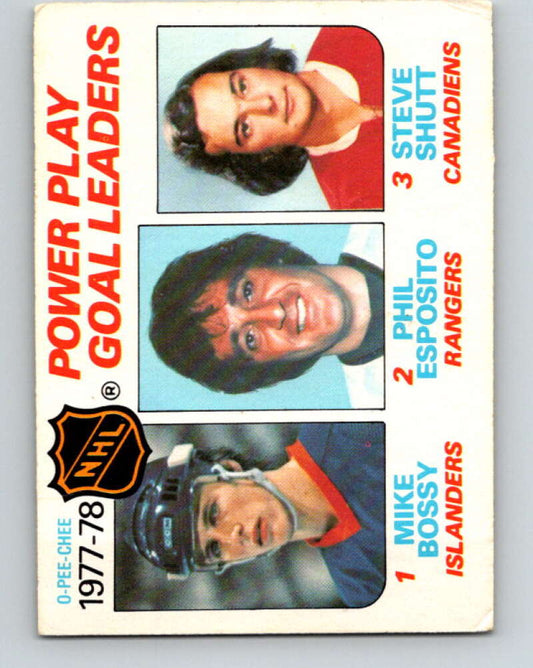 O-PEE-CHEE
1977-78
NHL
®
POWER PLAY
GOAL LEADERS
1 MIKE
BOSSY
ISLANDERS
2 PHIL
ESPOSITO
RANGERS
3 STEVE
SHUTT
CANADIENS